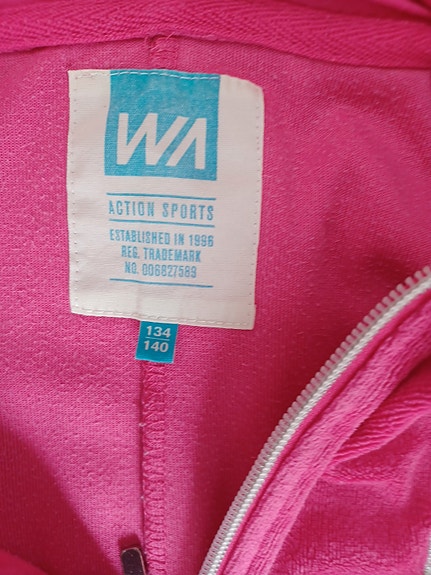 WA
ACTION SPORTS
ESTABLISHED IN 1996
REG. TRADEMARK
NO. 006827589
134
140